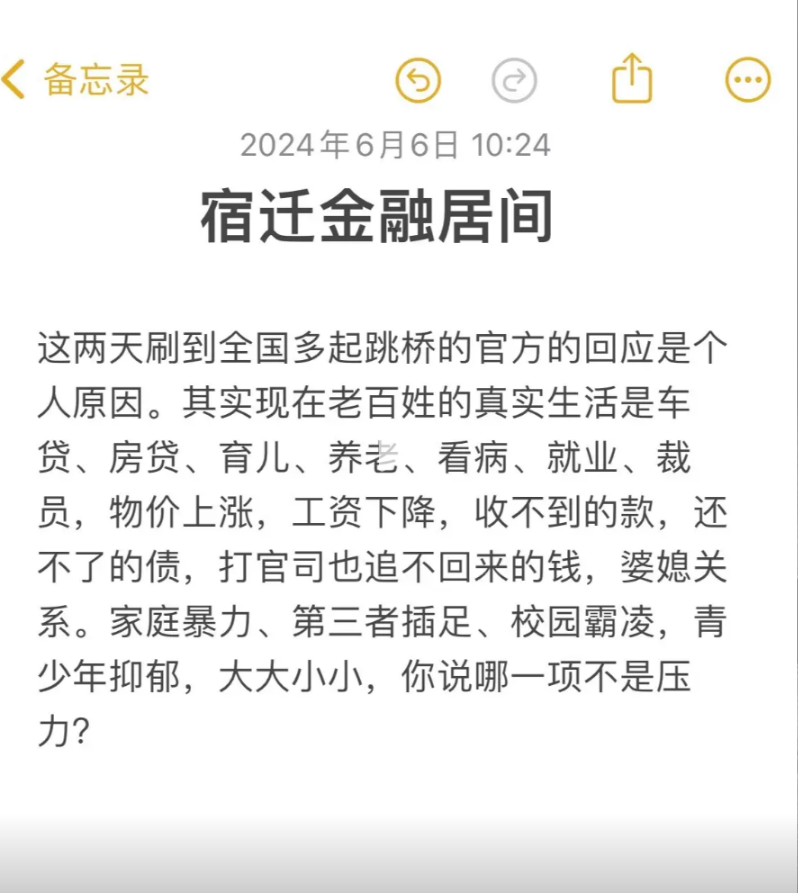 备忘录
2024年6月6日 10:24
宿迁金融居间
这两天刷到全国多起跳桥的官方的回应是个
人原因。其实现在老百姓的真实生活是车
贷、房贷、育儿、养老、看病、就业、裁
员，物价上涨，工资下降，收不到的款，还
不了的债，打官司也追不回来的钱，婆媳关
系。家庭暴力、第三者插足、校园霸凌，青
少年抑郁，大大小小，你说哪一项不是压
力?